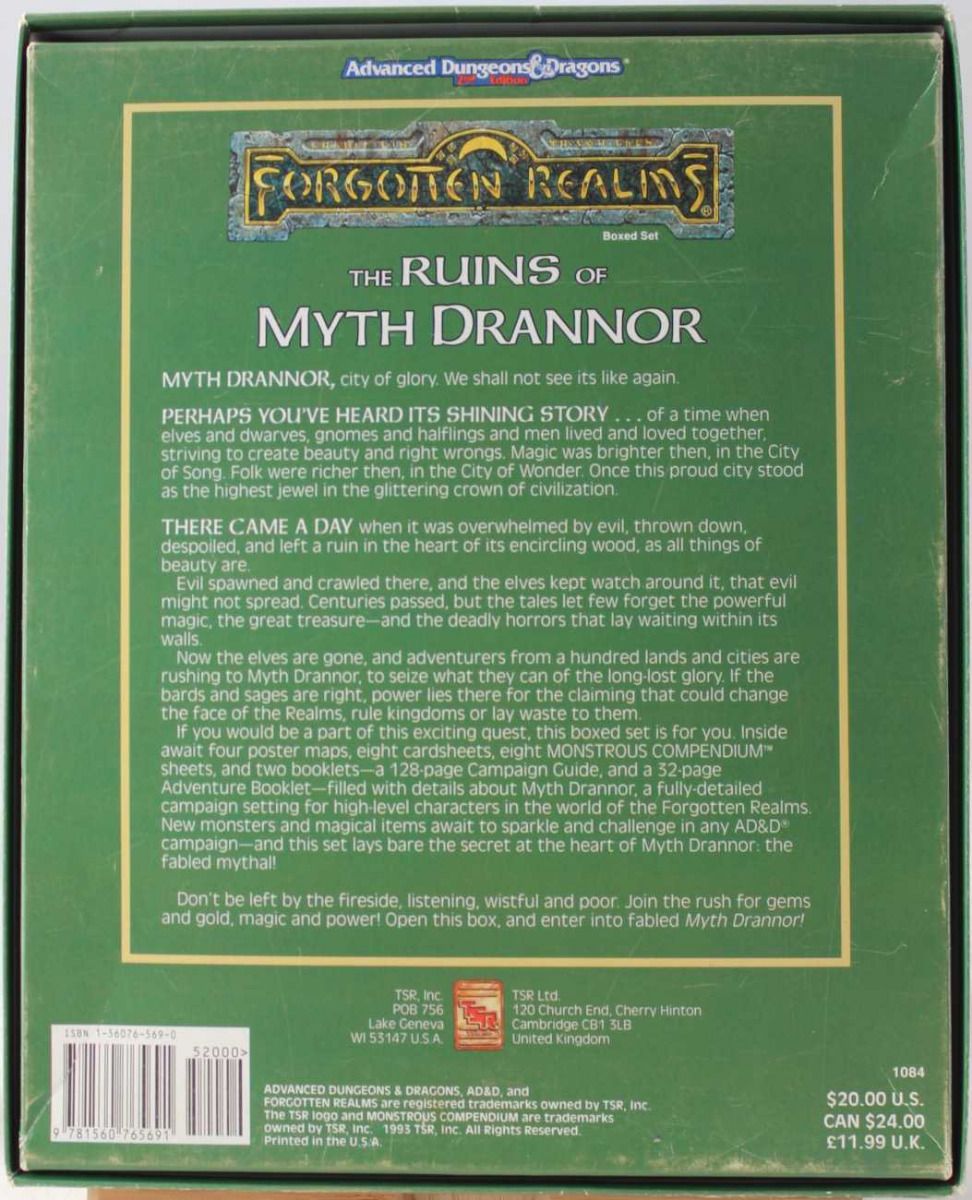 Advanced Dungeons & Dragons®
2nd Edition
FORGOTTEN REALMS®
Boxed Set
THE RUINS OF
MYTH DRANNOR
MYTH DRANNOR, city of glory. We shall not see its like again.
PERHAPS YOU'VE HEARD ITS SHINING STORY . . . of a time when
elves and dwarves, gnomes and halflings and men lived and loved together,
striving to create beauty and right wrongs. Magic was brighter then, in the City
of Song. Folk were richer then, in the City of Wonder. Once this proud city stood
as the highest jewel in the glittering crown of civilization.
THERE CAME A DAY when it was overwhelmed by evil, thrown down,
despoiled, and left a ruin in the heart of its encircling wood, as all things of
beauty are.
Evil spawned and crawled there, and the elves kept watch around it, that evil
might not spread. Centuries passed, but the tales let few forget the powerful
magic, the great treasure—and the deadly horrors that lay waiting within its
walls.
Now the elves are gone, and adventurers from a hundred lands and cities are
rushing to Myth Drannor, to seize what they can of the long-lost glory. If the
bards and sages are right, power lies there for the claiming that could change
the face of the Realms, rule kingdoms or lay waste to them.
If you would be a part of this exciting quest, this boxed set is for you. Inside
await four poster maps, eight cardsheets, eight MONSTROUS COMPENDIUM™
sheets, and two booklets—a 128-page Campaign Guide, and a 32-page
Adventure Booklet—filled with details about Myth Drannor, a fully-detailed
campaign setting for high-level characters in the world of the Forgotten Realms.
New monsters and magical items await to sparkle and challenge in any AD&D®
campaign—and this set lays bare the secret at the heart of Myth Drannor: the
fabled mythal!
Don't be left by the fireside, listening, wistful and poor. Join the rush for gems
and gold, magic and power! Open this box, and enter into fabled Myth Drannor!
TSR, Inc.
POB 756
Lake Geneva
WI 53147 U.S.A.
TSR
TSR Ltd.
120 Church End, Cherry Hinton
Cambridge CB1 3LB
United Kingdom
ISBN 1-56076-569-0
52000>
9 781560 765691
ADVANCED DUNGEONS & DRAGONS, AD&D, and
FORGOTTEN REALMS are registered trademarks owned by TSR, Inc.
The TSR logo and MONSTROUS COMPENDIUM are trademarks
owned by TSR, Inc. 1993 TSR, Inc. All Rights Reserved.
Printed in the U.S.A.
1084
$20.00 U.S.
CAN $24.00
£11.99 U.K.